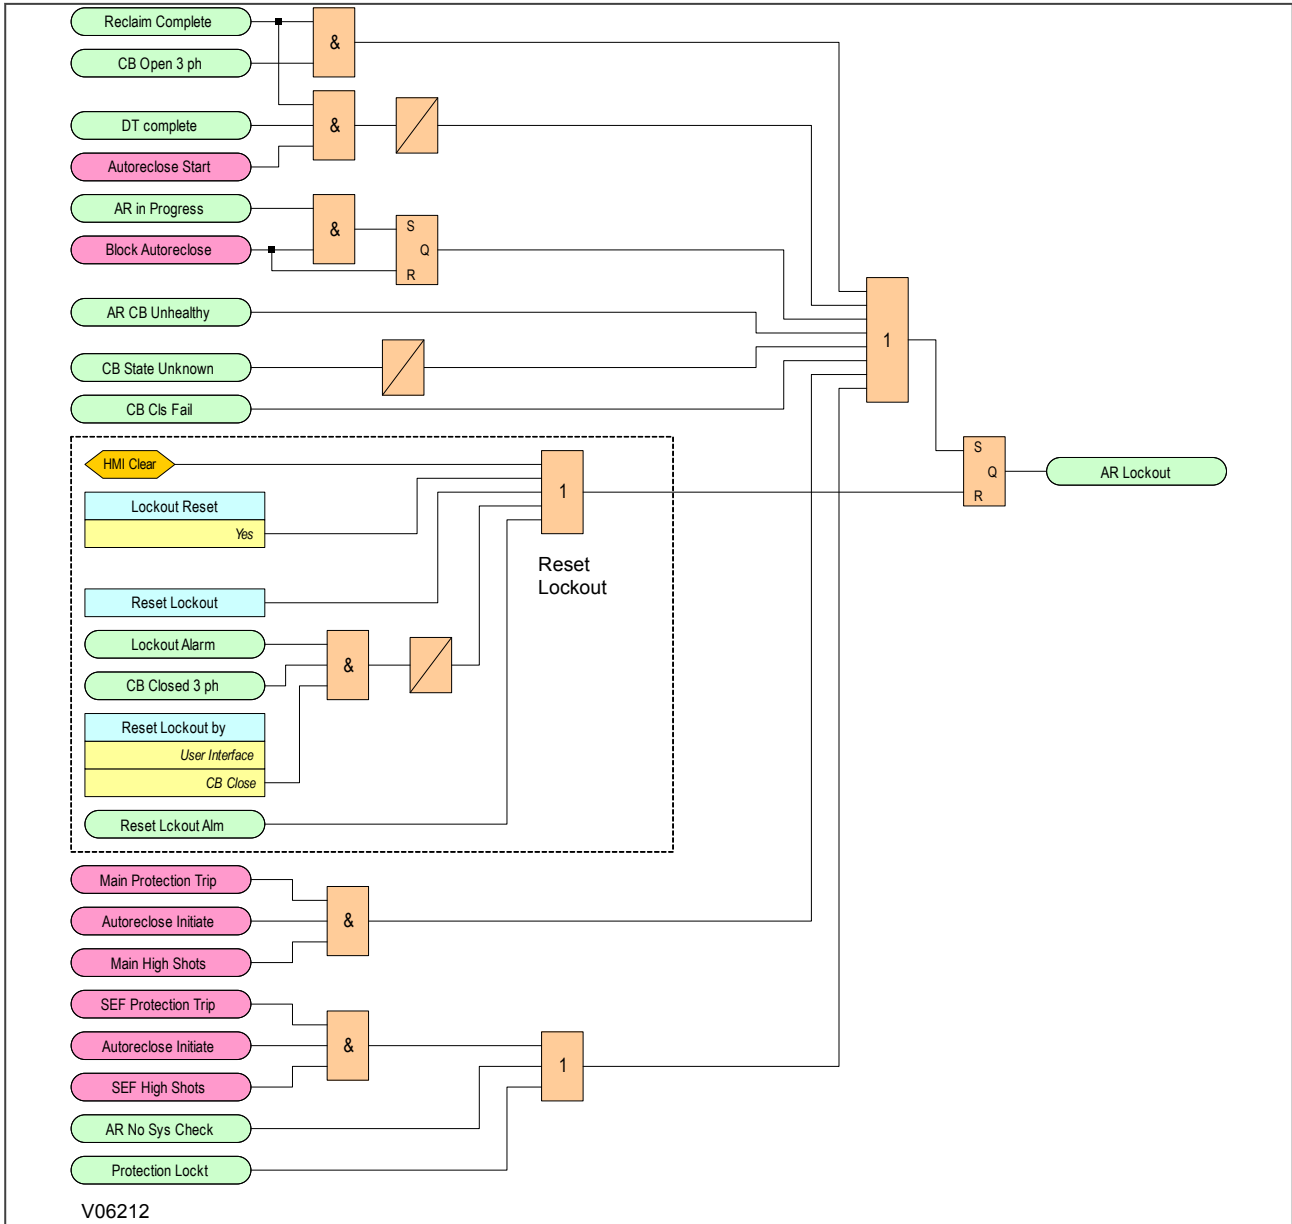 Reclaim Complete
&
CB Open 3 ph
DT complete
&
Autoreclose Start
AR in Progress
&
S
Q
R
Block Autoreclose
AR CB Unhealthy
1
CB State Unknown
CB Cls Fail
HMI Clear
1
S
Q
R
AR Lockout
Lockout Reset
Yes
Reset
Lockout
Reset Lockout
Lockout Alarm
&
CB Closed 3 ph
Reset Lockout by
User Interface
CB Close
Reset Lckout Alm
Main Protection Trip
Autoreclose Initiate
&
Main High Shots
SEF Protection Trip
Autoreclose Initiate
&
1
SEF High Shots
AR No Sys Check
Protection Lockt
V06212